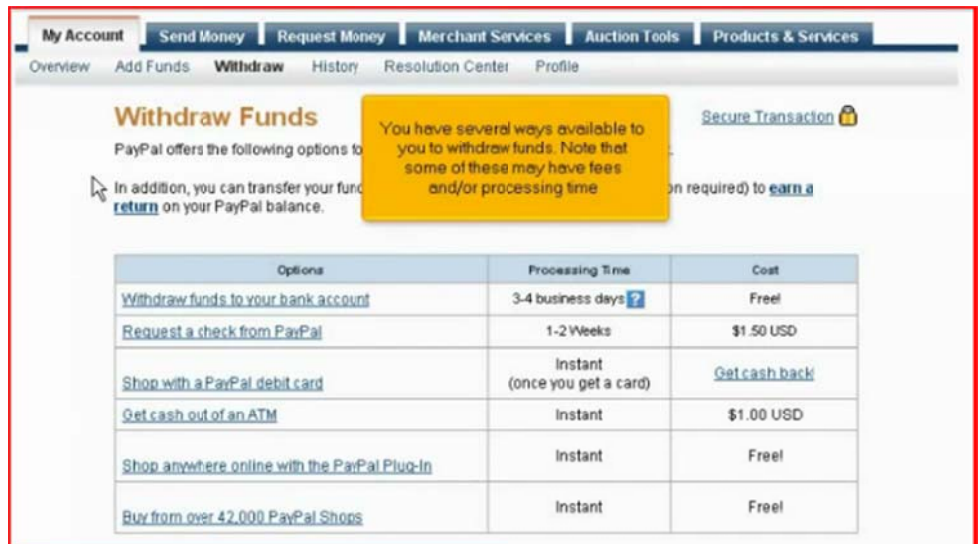 My Account Send Money Request Money Merchant Services Auction Tools Products & Services
Overview Add Funds Withdraw History Resolution Center Profile
Withdraw Funds
Secure Transaction
PayPal offers the following options fo
In addition, you can transfer your fund
on required) to earn a
return on your PayPal balance.
You have several ways available to
you to withdraw funds. Note that
some of these may have fees
and/or processing time
Options Processing Time Cost
Withdraw funds to your bank account 3-4 business days ? Free!
Request a check from PayPal 1-2 Weeks $1.50 USD
Shop with a PayPal debit card Instant
(once you get a card) Get cash back!
Get cash out of an ATM Instant $1.00 USD
Shop anywhere online with the PayPal Plug-In Instant Free!
Buy from over 42,000 PayPal Shops Instant Free!